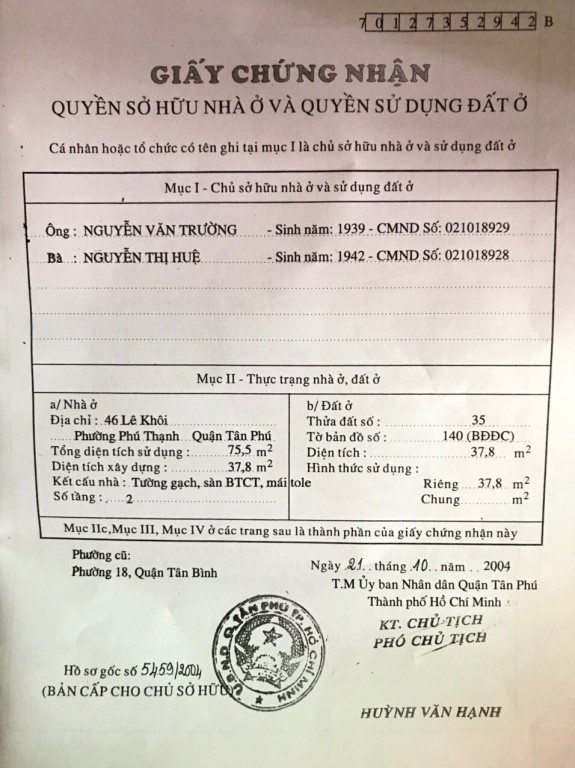 7 0 1 2 7 3 5 2 9 4 2 B
GIẤY CHỨNG NHẬN
QUYỀN SỞ HỮU NHÀ Ở VÀ QUYỀN SỬ DỤNG ĐẤT Ở
Cá nhân hoặc tổ chức có tên ghi tại mục I là chủ sở hữu nhà ở và sử dụng đất ở
Mục I - Chủ sở hữu nhà ở và sử dụng đất ở
Ông : NGUYỄN VĂN TRƯỜNG - Sinh năm: 1939 - CMND Số: 021018929
Bà : NGUYỄN THỊ HUỆ - Sinh năm: 1942 - CMND Số: 021018928
Mục II - Thực trạng nhà ở, đất ở
a/ Nhà ở
Địa chỉ : 46 Lê Khôi
Phường Phú Thạnh Quận Tân Phú
Tổng diện tích sử dụng : 75,5 m2
Diện tích xây dựng : 37,8 m2
Kết cấu nhà : Tường gạch, sàn BTCT, mái tole
Số tầng : 2
b/ Đất ở
Thửa đất số : 35
Tờ bản đồ số : 140 (BĐĐC)
Diện tích : 37,8 m2
Hình thức sử dụng :
Riêng 37,8 m2
Chung m2
Mục IIc,Mục III, Mục IV ở các trang sau là thành phần của giấy chứng nhận này
Phường cũ:
Phường 18, Quận Tân Bình
Ngày 21 tháng 10 năm 2004
T.M Ủy ban Nhân dân Quận Tân Phú
Thành phố Hồ Chí Minh
KT. CHỦ TỊCH
PHÓ CHỦ TỊCH
U.B.N.D Q.TÂN PHÚ TP. HỒ CHÍ MINH
Hồ sơ gốc số 5459/2004
(BẢN CẤP CHO CHỦ SỞ HỮU)
HUỲNH VĂN HẠNH